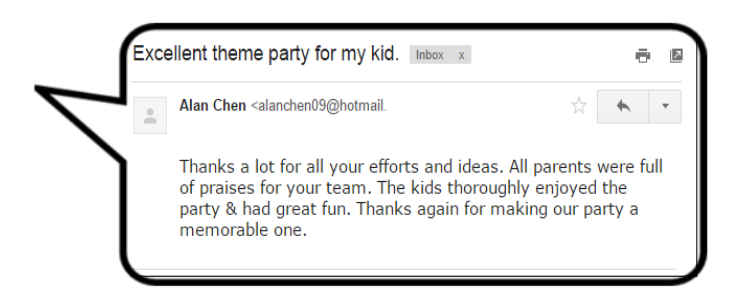 Excellent theme party for my kid. Inbox x
Alan Chen <alanchen09@hotmail.
Thanks a lot for all your efforts and ideas. All parents were full
of praises for your team. The kids thoroughly enjoyed the
party & had great fun. Thanks again for making our party a
memorable one.